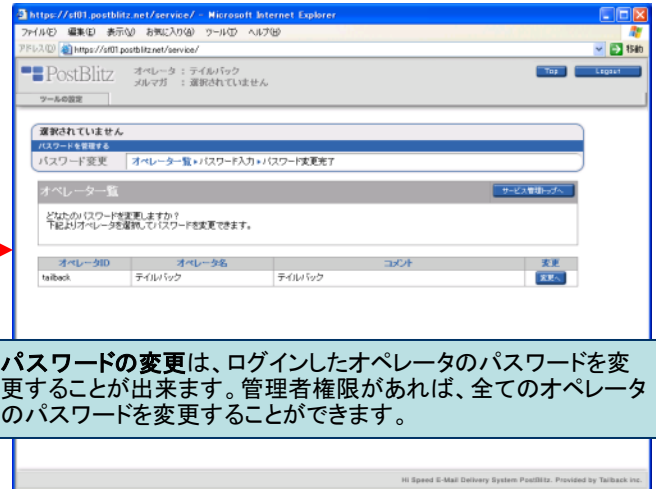 https://sf01.postblitz.net/service/ - Microsoft Internet Explorer
ファイル(F) 編集(E) 表示(V) お気に入り(A) ツール(T) ヘルプ(H)
アドレス(D) https://sf01.postblitz.net/service/ 移動
PostBlitz オペレータ : テイルバック Top Logout
メルマガ : 選択されていません
ツールの設定
選択されていません
パスワードを管理する
パスワード変更 オペレーター一覧 パスワード入力 パスワード変更完了
オペレーター一覧 サービス管理トップへ
どなたのパスワードを変更しますか?
下記よりオペレータを選択してパスワードを変更できます。
オペレータID オペレータ名 コメント 変更
tailback テイルバック テイルバック 変更へ
パスワードの変更は、ログインしたオペレータのパスワードを変
更することが出来ます。管理者権限があれば、全てのオペレータ
のパスワードを変更することができます。
Hi Speed E-Mail Delivery System PostBlitz. Provided by Tailback inc.